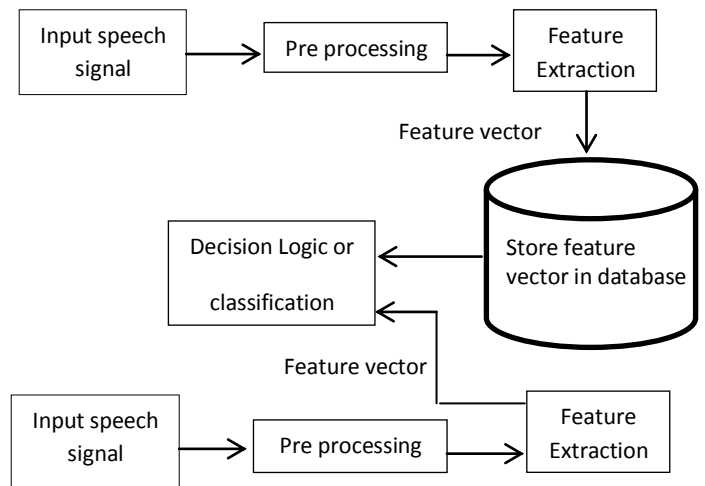 Input speech
signal
Pre processing
Feature
Extraction
Feature vector
Store feature
vector in database
Decision Logic or
classification
Feature vector
Input speech
signal
Pre processing
Feature
Extraction